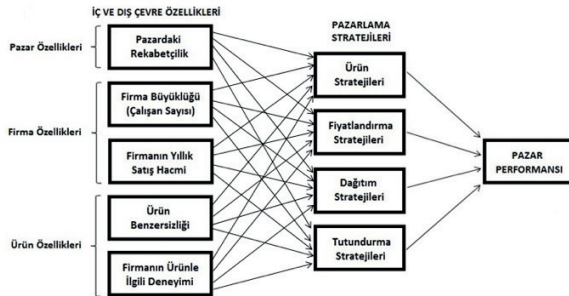 İÇ VE DIŞ ÇEVRE ÖZELLİKLERİ
PAZARLAMA
STRATEJİLERİ
Pazar Özellikleri
Pazardaki
Rekabetçilik
Ürün
Stratejileri
Firma Özellikleri
Firma Büyüklüğü
(Çalışan Sayısı)
Fiyatlandırma
Stratejileri
Firmanın Yıllık
Satış Hacmi
PAZAR
PERFORMANSI
Dağıtım
Stratejileri
Ürün Özellikleri
Ürün
Benzersizliği
Tutundurma
Stratejileri
Firmanın Ürünle
İlgili Deneyimi